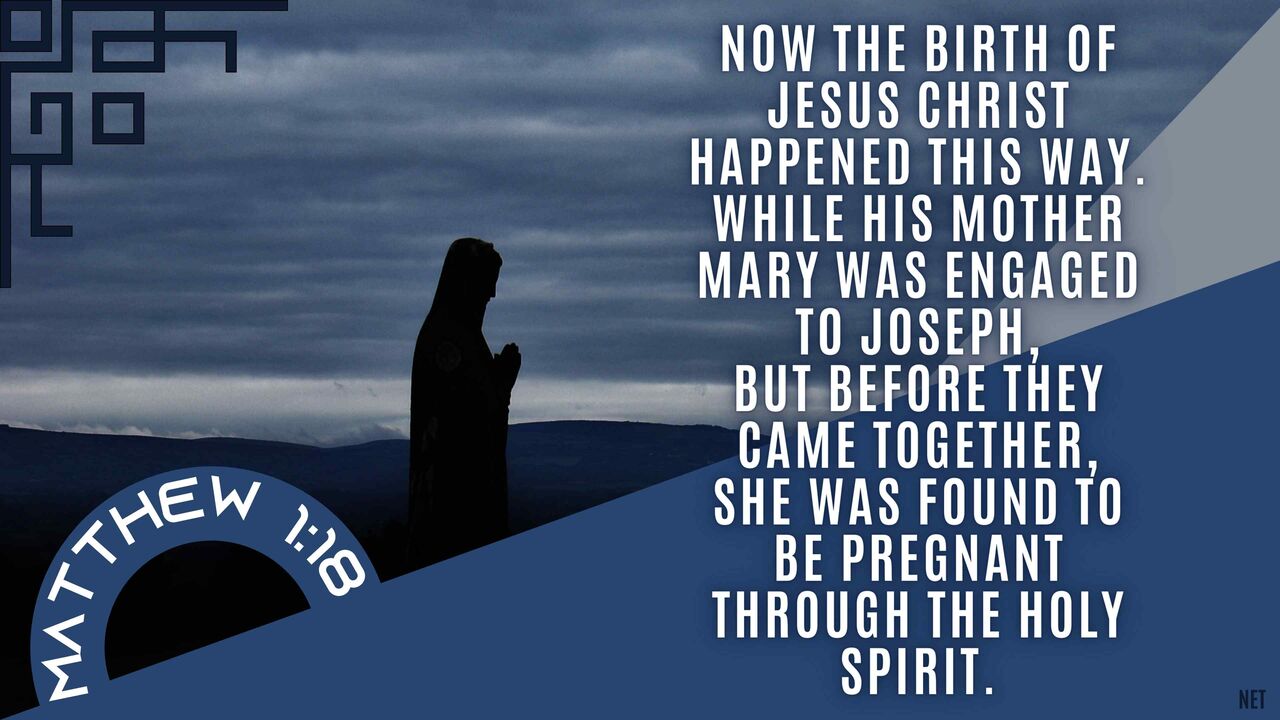 NOW THE BIRTH OF
JESUS CHRIST
HAPPENED THIS WAY.
WHILE HIS MOTHER
MARY WAS ENGAGED
TO JOSEPH,
BUT BEFORE THEY
CAME TOGETHER,
SHE WAS FOUND TO
BE PREGNANT
THROUGH THE HOLY
SPIRIT.
MATTHEW 1:18
NET